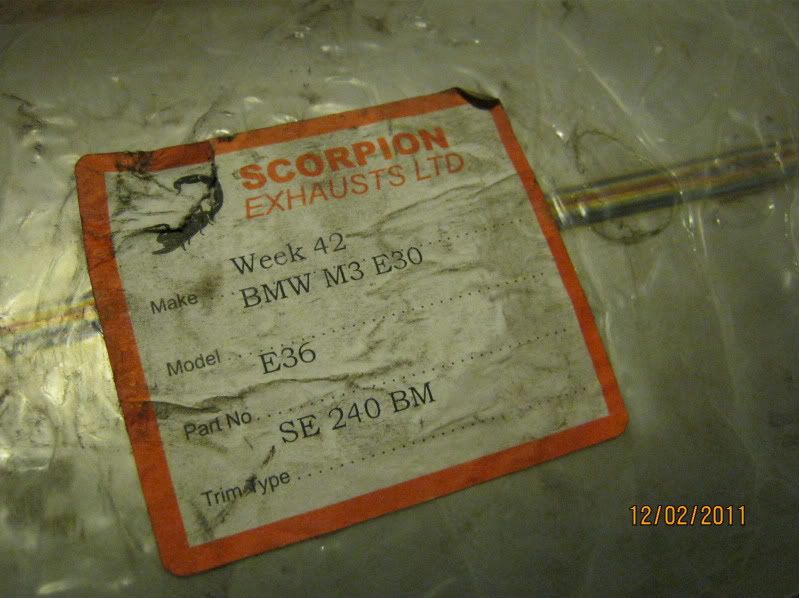 SCORPION
EXHAUSTS LTD
Week 42
Make BMW M3 E30
Model E36
Part No SE 240 BM
Trim Type
12/02/2011